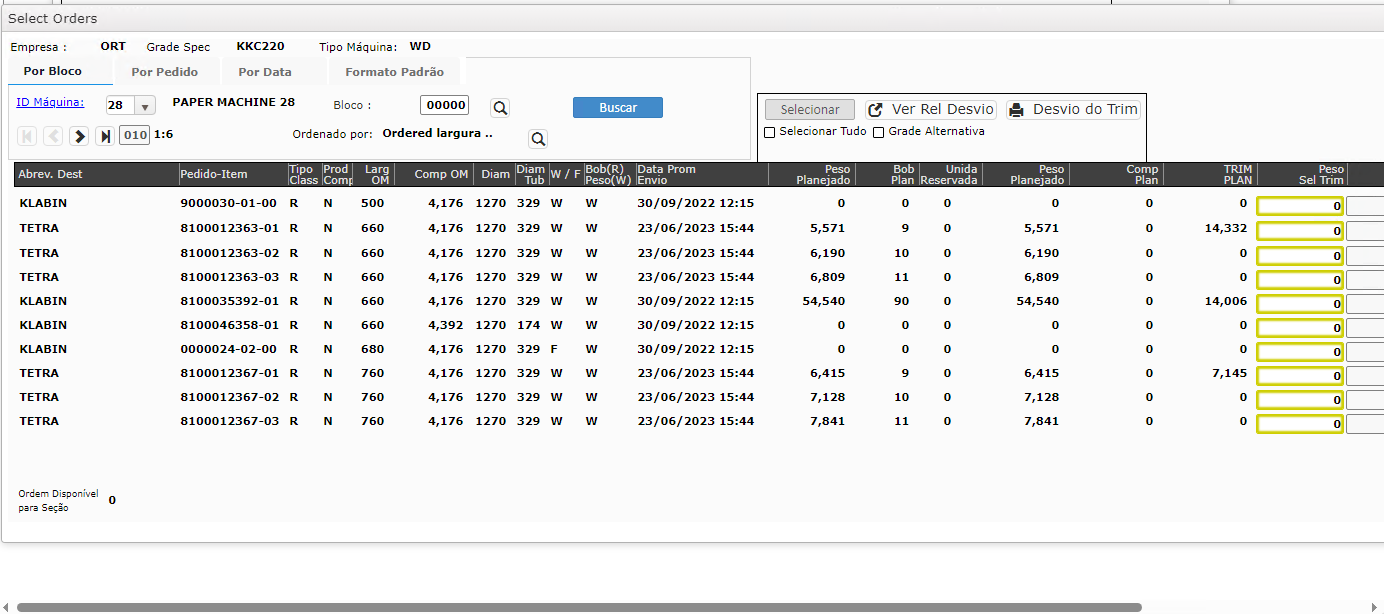 Select Orders
Empresa : ORT Grade Spec KKC220 Tipo Máquina: WD
Por Bloco Por Pedido Por Data Formato Padrão
ID Máquina: 28 PAPER MACHINE 28 Bloco : 00000 Buscar
010 1:6 Ordenado por: Ordered largura ..
Selecionar Ver Rel Desvio Desvio do Trim
Selecionar Tudo Grade Alternativa
Abrev. Dest Pedido-Item Tipo Class Prod Comp Larg OM Comp OM Diam Diam Tub W / F Bob(R) Peso(W) Data Prom Envio Peso Planejado Bob Plan Unida Reservada Peso Planejado Comp Plan TRIM PLAN Peso Sel Trim
KLABIN 9000030-01-00 R N 500 4,176 1270 329 W W 30/09/2022 12:15 0 0 0 0 0 0 0
TETRA 8100012363-01 R N 660 4,176 1270 329 W W 23/06/2023 15:44 5,571 9 0 5,571 0 14,332 0
TETRA 8100012363-02 R N 660 4,176 1270 329 W W 23/06/2023 15:44 6,190 10 0 6,190 0 0 0
TETRA 8100012363-03 R N 660 4,176 1270 329 W W 23/06/2023 15:44 6,809 11 0 6,809 0 0 0
KLABIN 8100035392-01 R N 660 4,176 1270 329 W W 30/09/2022 12:15 54,540 90 0 54,540 0 14,006 0
KLABIN 8100046358-01 R N 660 4,392 1270 174 W W 30/09/2022 12:15 0 0 0 0 0 0 0
KLABIN 0000024-02-00 R N 680 4,176 1270 329 F W 30/09/2022 12:15 0 0 0 0 0 0 0
TETRA 8100012367-01 R N 760 4,176 1270 329 W W 23/06/2023 15:44 6,415 9 0 6,415 0 7,145 0
TETRA 8100012367-02 R N 760 4,176 1270 329 W W 23/06/2023 15:44 7,128 10 0 7,128 0 0 0
TETRA 8100012367-03 R N 760 4,176 1270 329 W W 23/06/2023 15:44 7,841 11 0 7,841 0 0 0
Ordem Disponível
para Seção 0